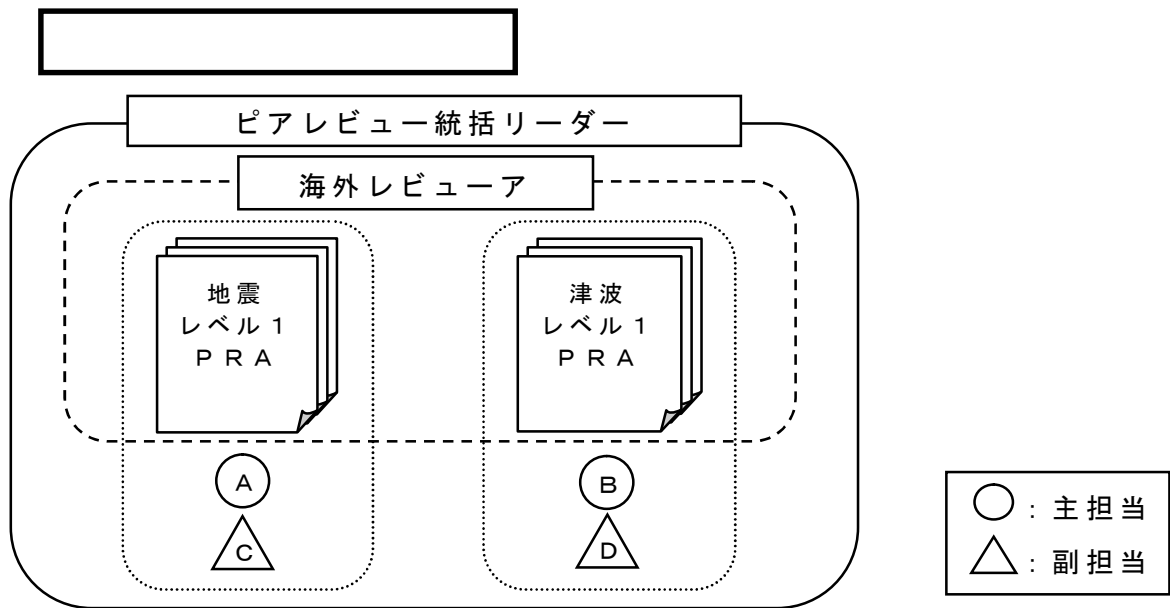 ピアレビュー統括リーダー
海外レビューア
地震
レベル１
ＰＲＡ
津波
レベル１
ＰＲＡ
A
B
C
D
：主担当
：副担当